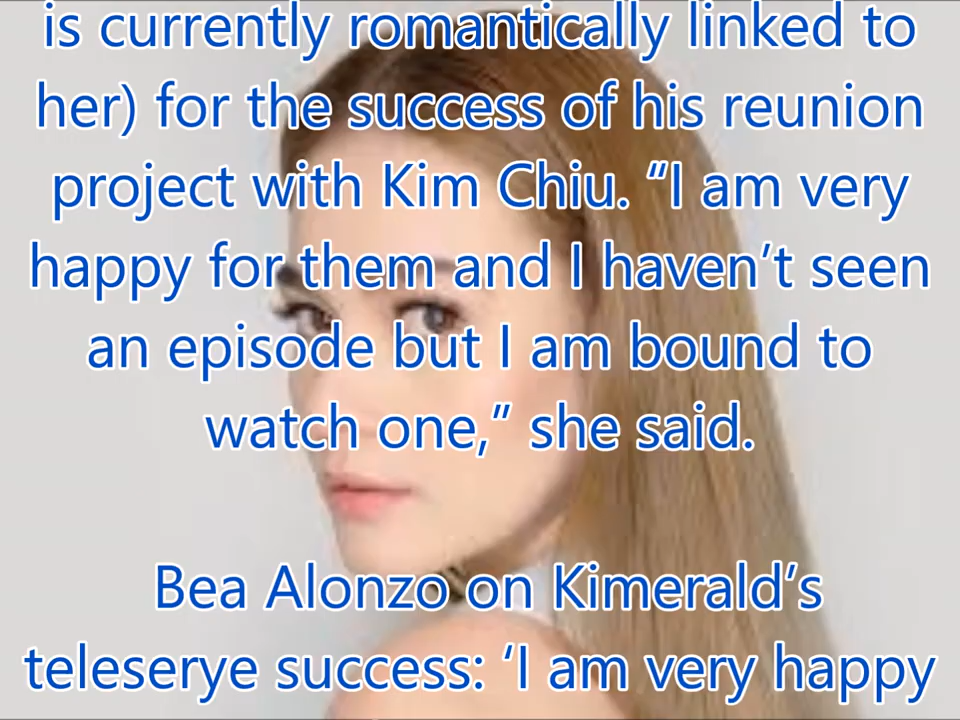 is currently romantically linked to
her) for the success of his reunion
project with Kim Chiu. “I am very
happy for them and I haven’t seen
an episode but I am bound to
watch one,” she said.
Bea Alonzo on Kimerald’s
teleserye success: ‘I am very happy